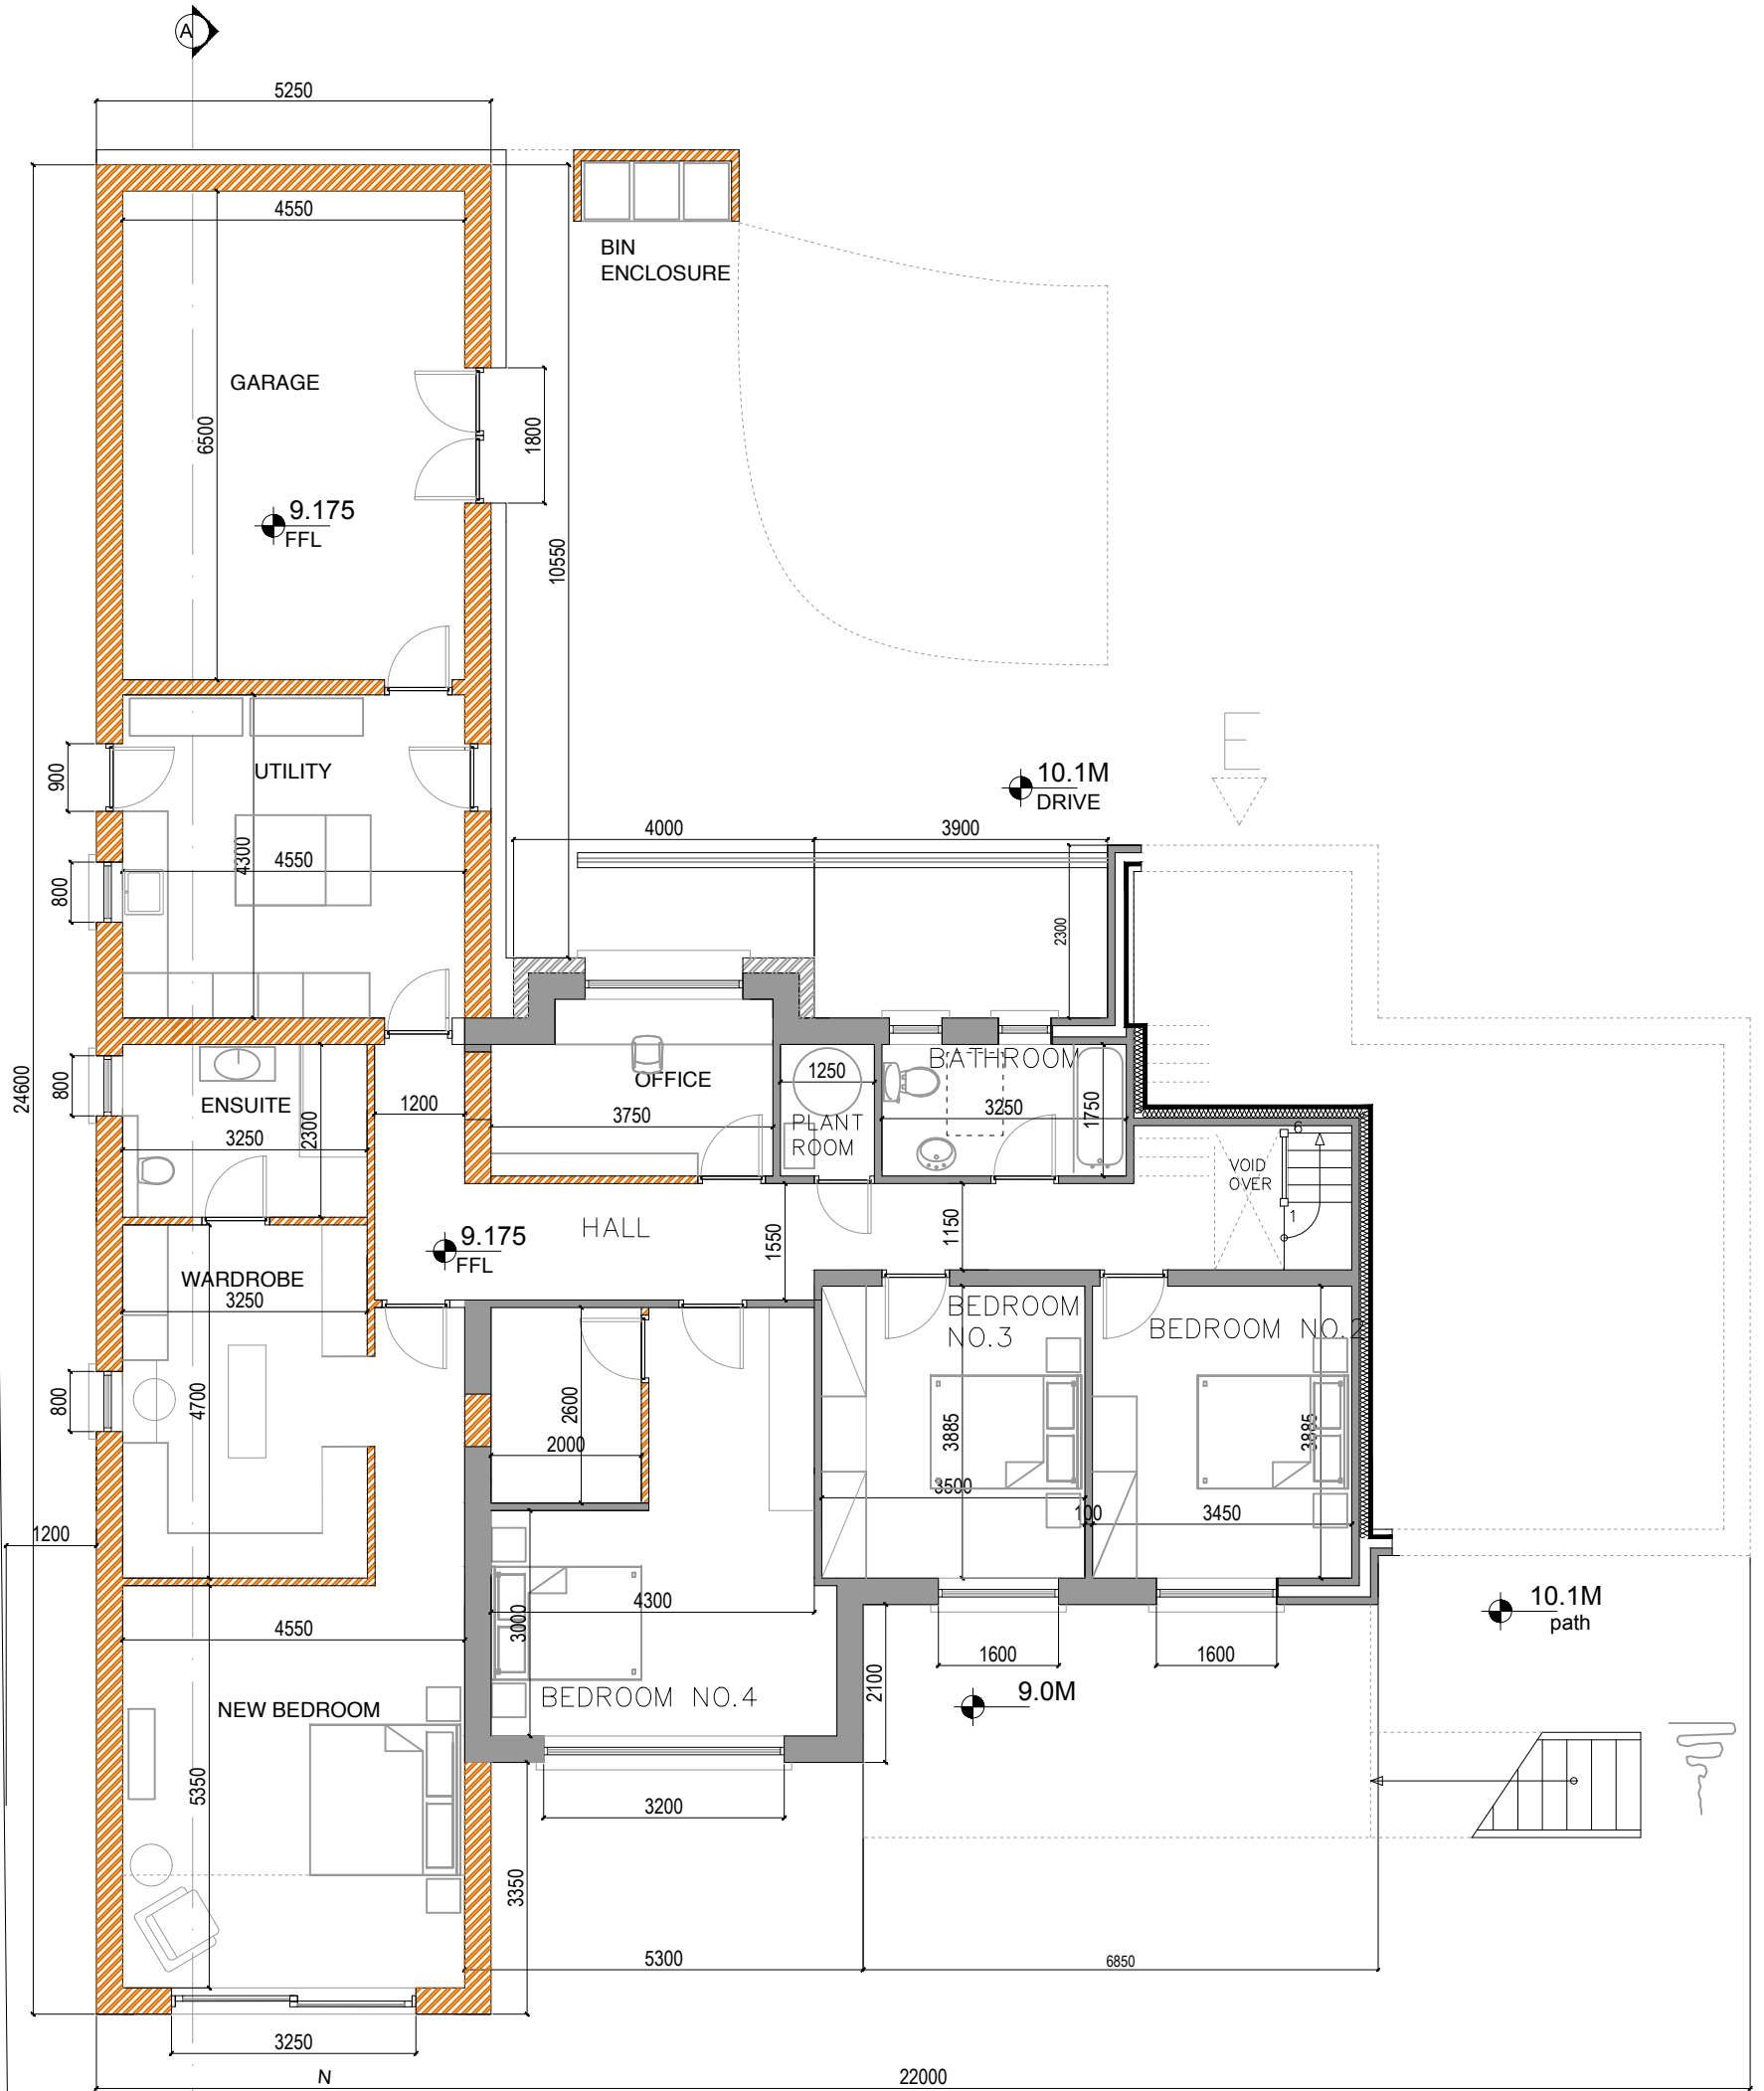 A
5250
4550
BIN
ENCLOSURE
GARAGE
6500
1800
9.175
FFL
10550
900
UTILITY
10.1M
DRIVE
E
4000
3900
4300
4550
800
2300
24600
800
ENSUITE
2300
3250
1200
OFFICE
3750
1250
PLANT
ROOM
BATHROOM
3250
1750
6
VOID
OVER
1
HALL
9.175
FFL
1550
1150
WARDROBE
3250
4700
800
2600
2000
BEDROOM
NO.3
3885
3500
BEDROOM NO.2
3885
100
3450
1200
4550
3000
4300
1600
1600
10.1M
path
2100
9.0M
NEW BEDROOM
BEDROOM NO.4
5350
3200
3350
5300
6850
3250
N
22000